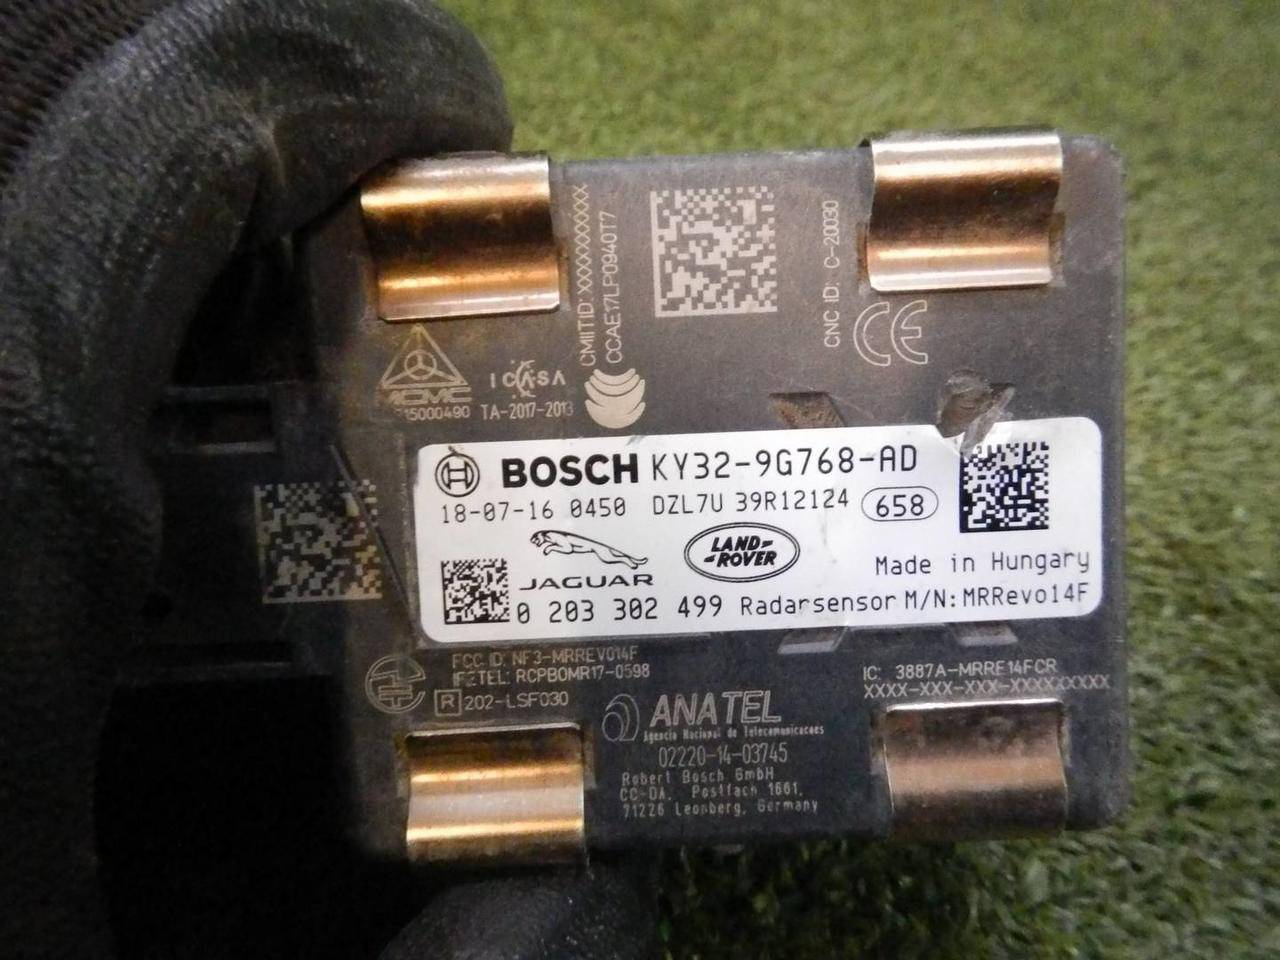 CMIITID: XXXXXXXXXX
CCAE17LP0940T7
CNC ID: C-20030
CE
ICASA
TA-2017-2013
15000490
BOSCH KY32-9G768-AD
18-07-16 0450 DZL7U 39R12124 658
JAGUAR
LAND-
-ROVER
Made in Hungary
0 203 302 499 Radarsensor M/N: MRRevo14F
FCC ID: NF3-MRREVO14F
IFETEL: RCPBOMR17-0598
R 202-LSF030
IC: 3887A-MRRE14FCR
XXXX-XXX-XXX-XXXXXXXXX
ANATEL
Agencia Nacional de Telecomunicacoes
02220-14-03745
Robert Bosch GmbH
CC-DA, Postfach 1661,
71226 Leonberg, Germany